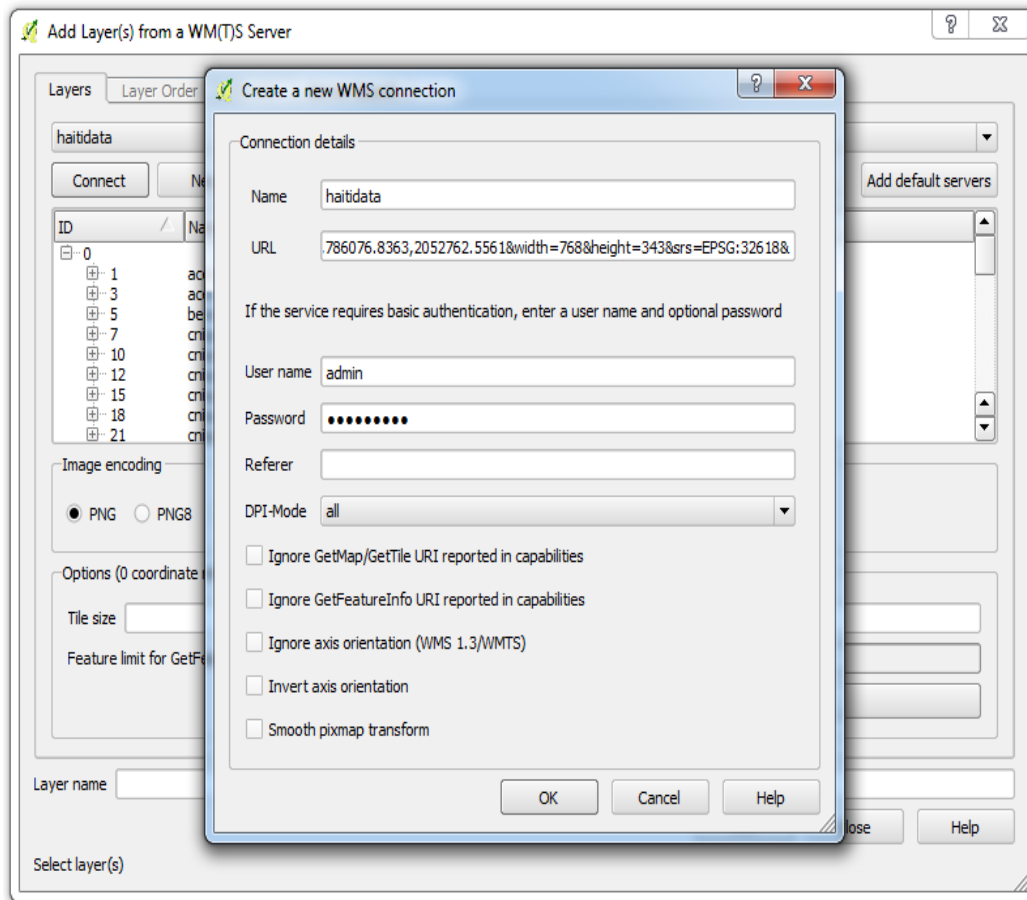 Add Layer(s) from a WM(T)S Server
Layers
Layer Order
haitidata
Connect
Add default servers
ID
0
1
3
5
7
10
12
15
18
21
Image encoding
PNG
PNG8
Options (0 coordinate
Tile size
Feature limit for
Layer name
Help
Select layer(s)
Create a new WMS connection
Connection details
Name
haitidata
URL
.786076.8363,2052762.5561&width=768&height=343&srs=EPSG:32618&
If the service requires basic authentication, enter a user name and optional password
User name
admin
Password
•••••••••
Referer
DPI-Mode
all
Ignore GetMap/GetTile URI reported in capabilities
Ignore GetFeatureInfo URI reported in capabilities
Ignore axis orientation (WMS 1.3/WMTS)
Invert axis orientation
Smooth pixmap transform
OK
Cancel
Help